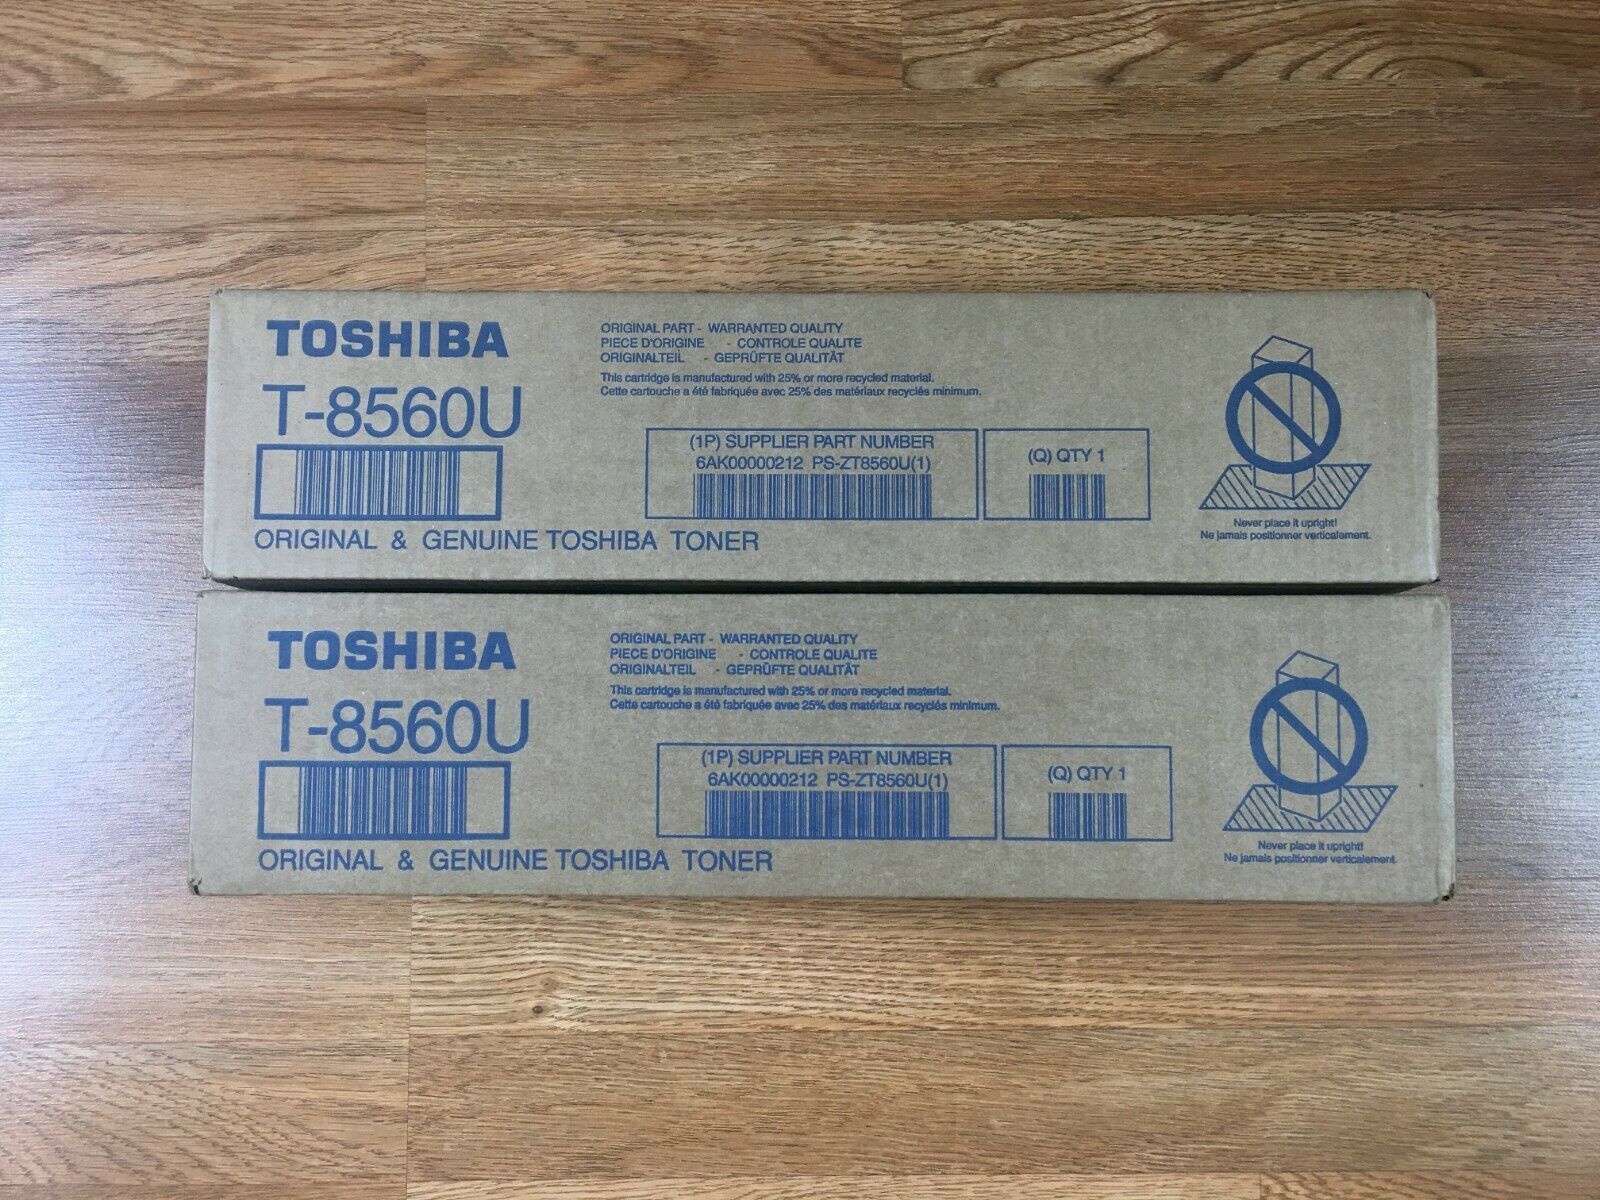 TOSHIBA
T-8560U
ORIGINAL & GENUINE TOSHIBA TONER
ORIGINAL PART - WARRANTED QUALITY
PIECE D'ORIGINE - CONTROLE QUALITE
ORIGINALTEIL - GEPRÜFTE QUALITÄT
This cartridge is manufactured with 25% or more recycled material.
Cette cartouche a été fabriquée avec 25% des matériaux recyclés minimum.
(1P) SUPPLIER PART NUMBER
6AK00000212 PS-ZT8560U(1)
(Q) QTY 1
Never place it upright!
Ne jamais positionner verticalement.
TOSHIBA
T-8560U
ORIGINAL & GENUINE TOSHIBA TONER
ORIGINAL PART - WARRANTED QUALITY
PIECE D'ORIGINE - CONTROLE QUALITE
ORIGINALTEIL - GEPRÜFTE QUALITÄT
This cartridge is manufactured with 25% or more recycled material.
Cette cartouche a été fabriquée avec 25% des matériaux recyclés minimum.
(1P) SUPPLIER PART NUMBER
6AK00000212 PS-ZT8560U(1)
(Q) QTY 1
Never place it upright!
Ne jamais positionner verticalement.